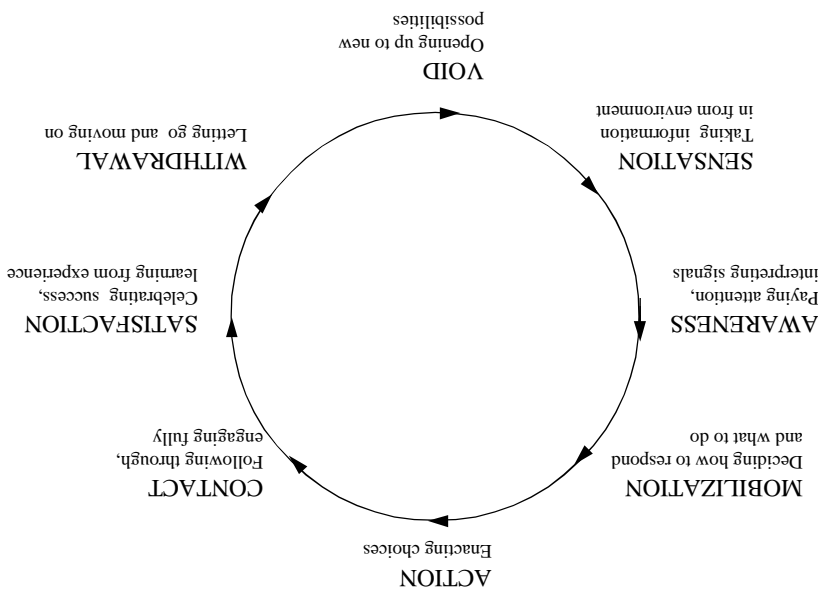 ACTION
Enacting choices
CONTACT
Following through,
engaging fully
MOBILIZATION
Deciding how to respond
and what to do
SATISFACTION
Celebrating success,
learning from experience
AWARENESS
Paying attention,
interpreting signals
WITHDRAWAL
Letting go and moving on
SENSATION
Taking information
in from environment
VOID
Opening up to new
possibilities